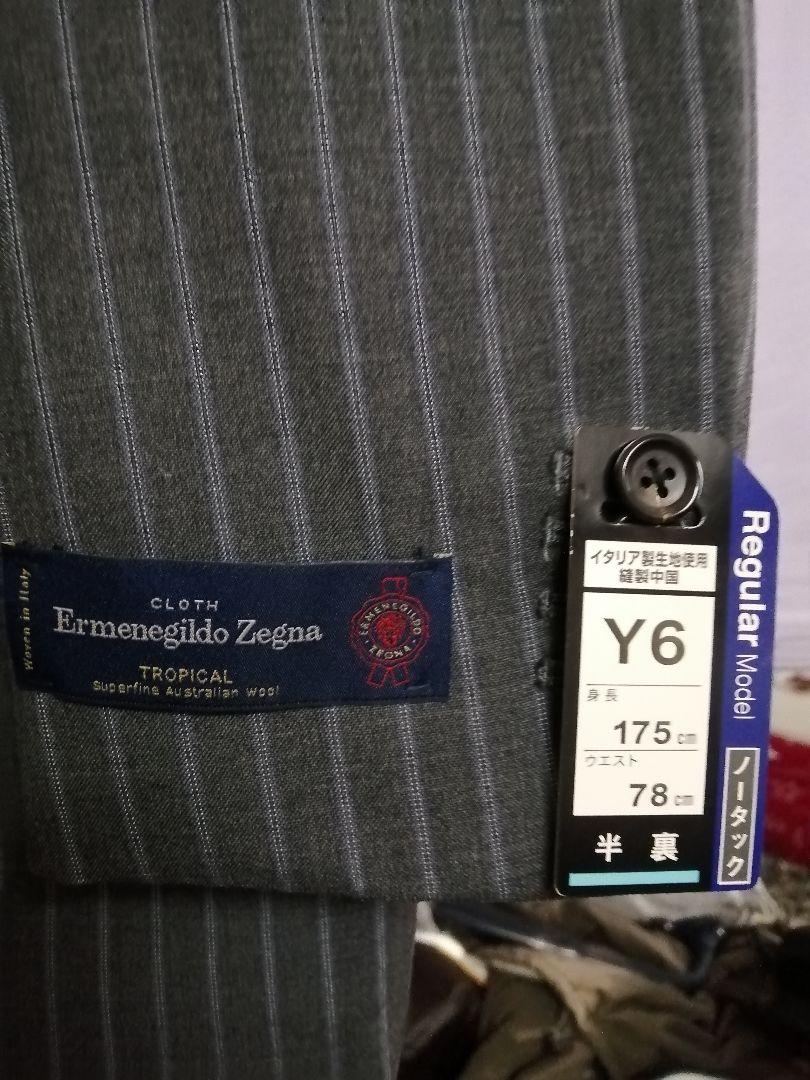 Woven in Italy
CLOTH
Ermenegildo Zegna
TROPICAL
Superfine Australian Wool
ERMENEGILDO
ZEGNA
イタリア製生地使用
縫製中国
Y6
身長
175cm
ウエスト
78cm
半裏
Regular Model
ノータック